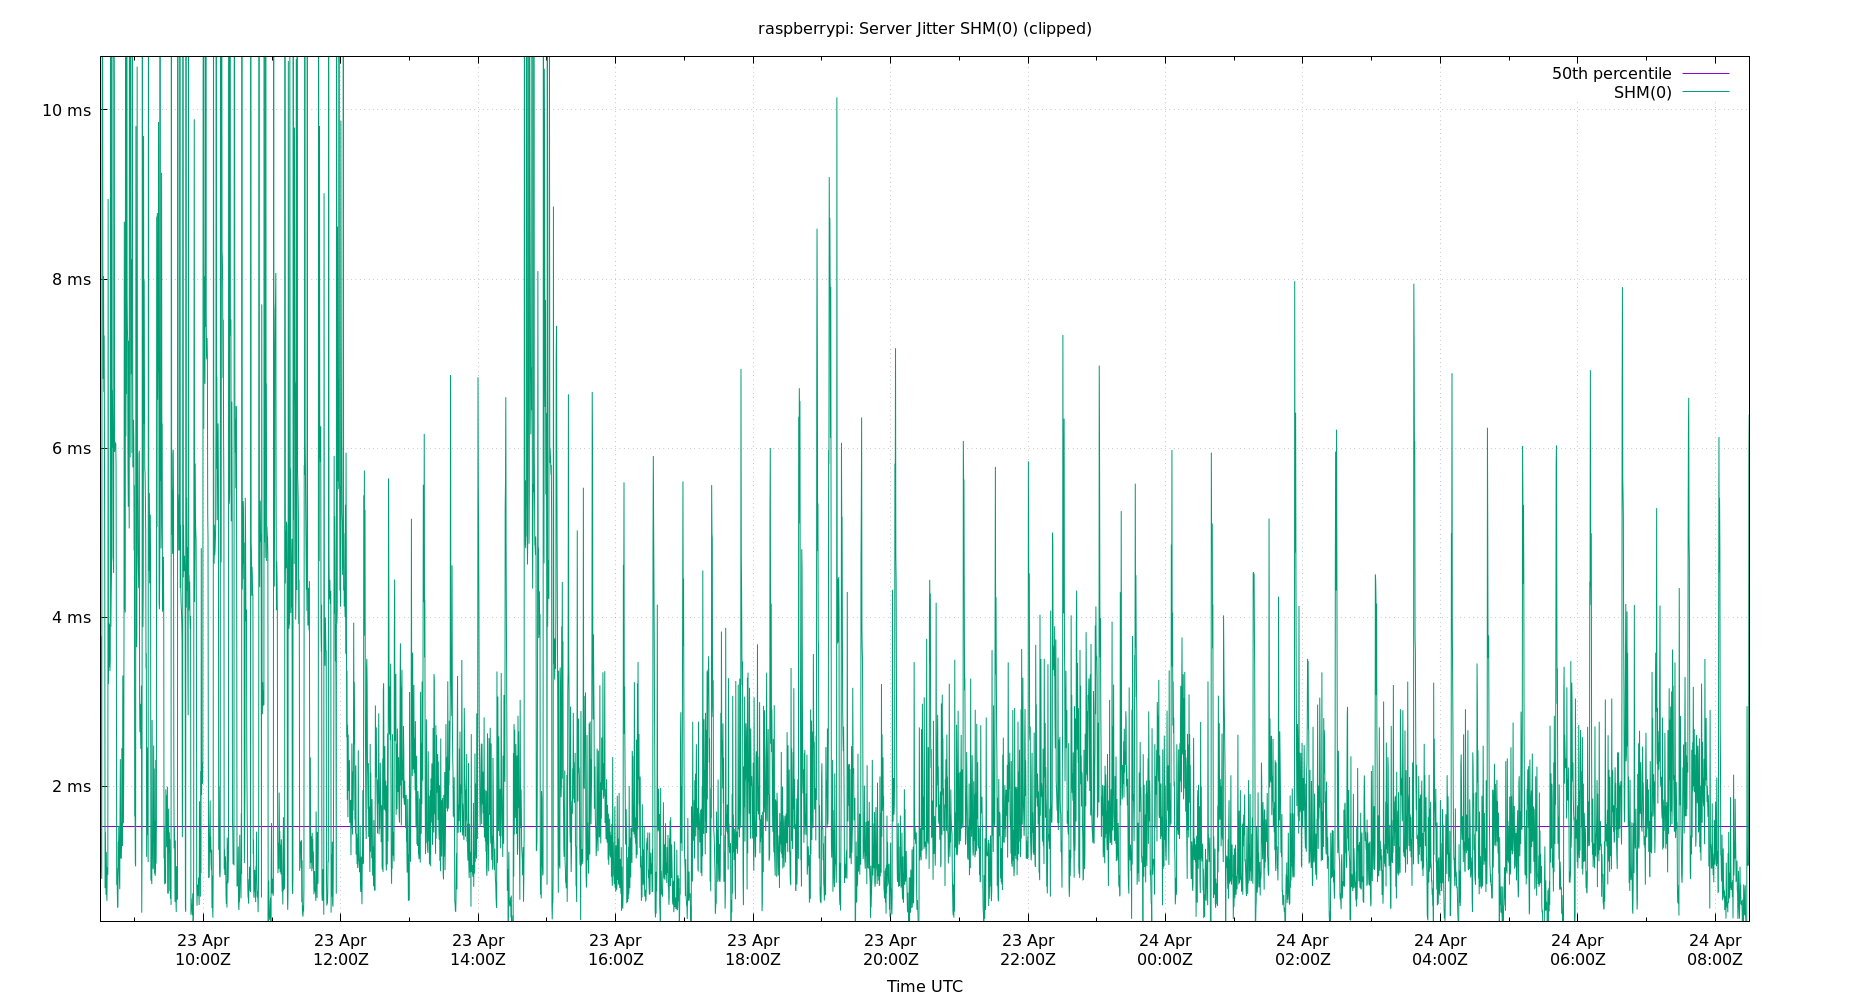 raspberrypi: Server Jitter SHM(0) (clipped)
50th percentile
SHM(0)
10 ms
8 ms
6 ms
4 ms
2 ms
23 Apr 23 Apr 23 Apr 23 Apr 23 Apr 23 Apr 23 Apr 24 Apr 24 Apr 24 Apr 24 Apr 24 Apr
10:00Z 12:00Z 14:00Z 16:00Z 18:00Z 20:00Z 22:00Z 00:00Z 02:00Z 04:00Z 06:00Z 08:00Z
Time UTC